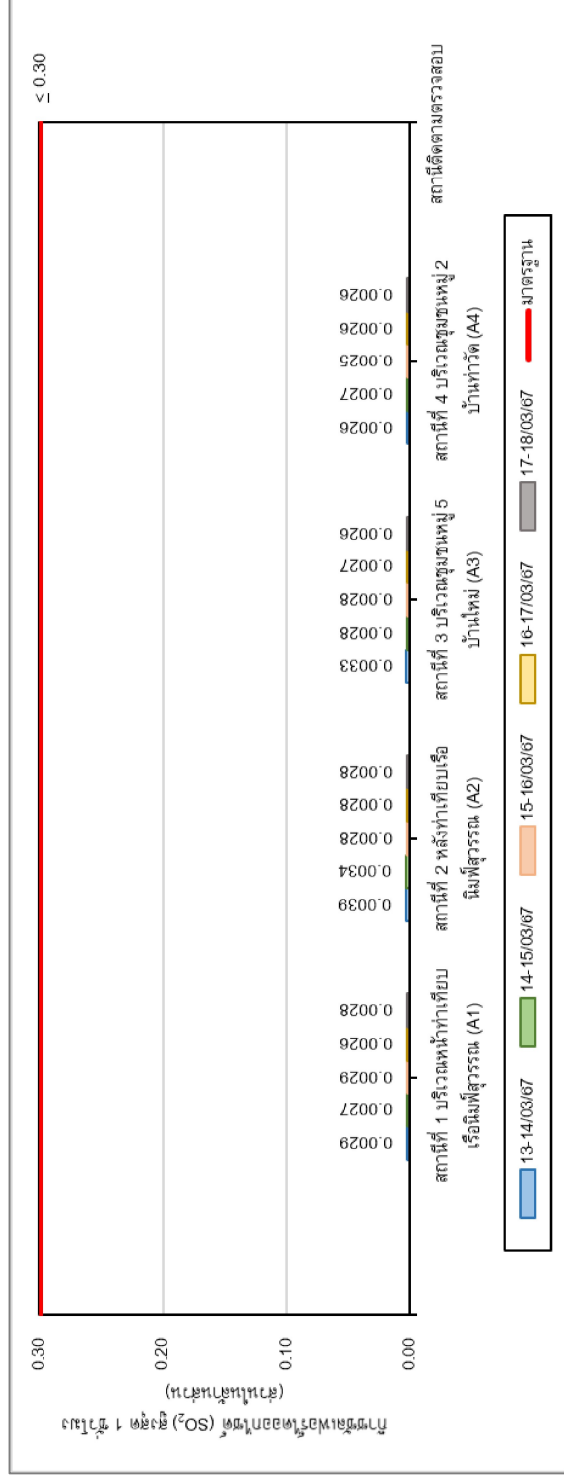 ก๊าซซัลเฟอร์ไดออกไซด์ (SO₂) สูงสุด 1 ชั่วโมง
(ส่วนในล้านส่วน)
0.30
0.20
0.10
0.00
≤ 0.30
0.0029
0.0027
0.0029
0.0026
0.0028
0.0039
0.0034
0.0028
0.0028
0.0028
0.0033
0.0028
0.0028
0.0027
0.0026
0.0026
0.0027
0.0025
0.0026
0.0026
สถานีที่ 1 บริเวณหน้าท่าเทียบ
เรือนิมฟ์สุวรรณ (A1)
สถานีที่ 2 หลังท่าเทียบเรือ
นิมฟ์สุวรรณ (A2)
สถานีที่ 3 บริเวณชุมชนหมู่ 5
บ้านใหม่ (A3)
สถานีที่ 4 บริเวณชุมชนหมู่ 2
บ้านท่าวัด (A4)
สถานีติดตามตรวจสอบ
13-14/03/67
14-15/03/67
15-16/03/67
16-17/03/67
17-18/03/67
มาตรฐาน